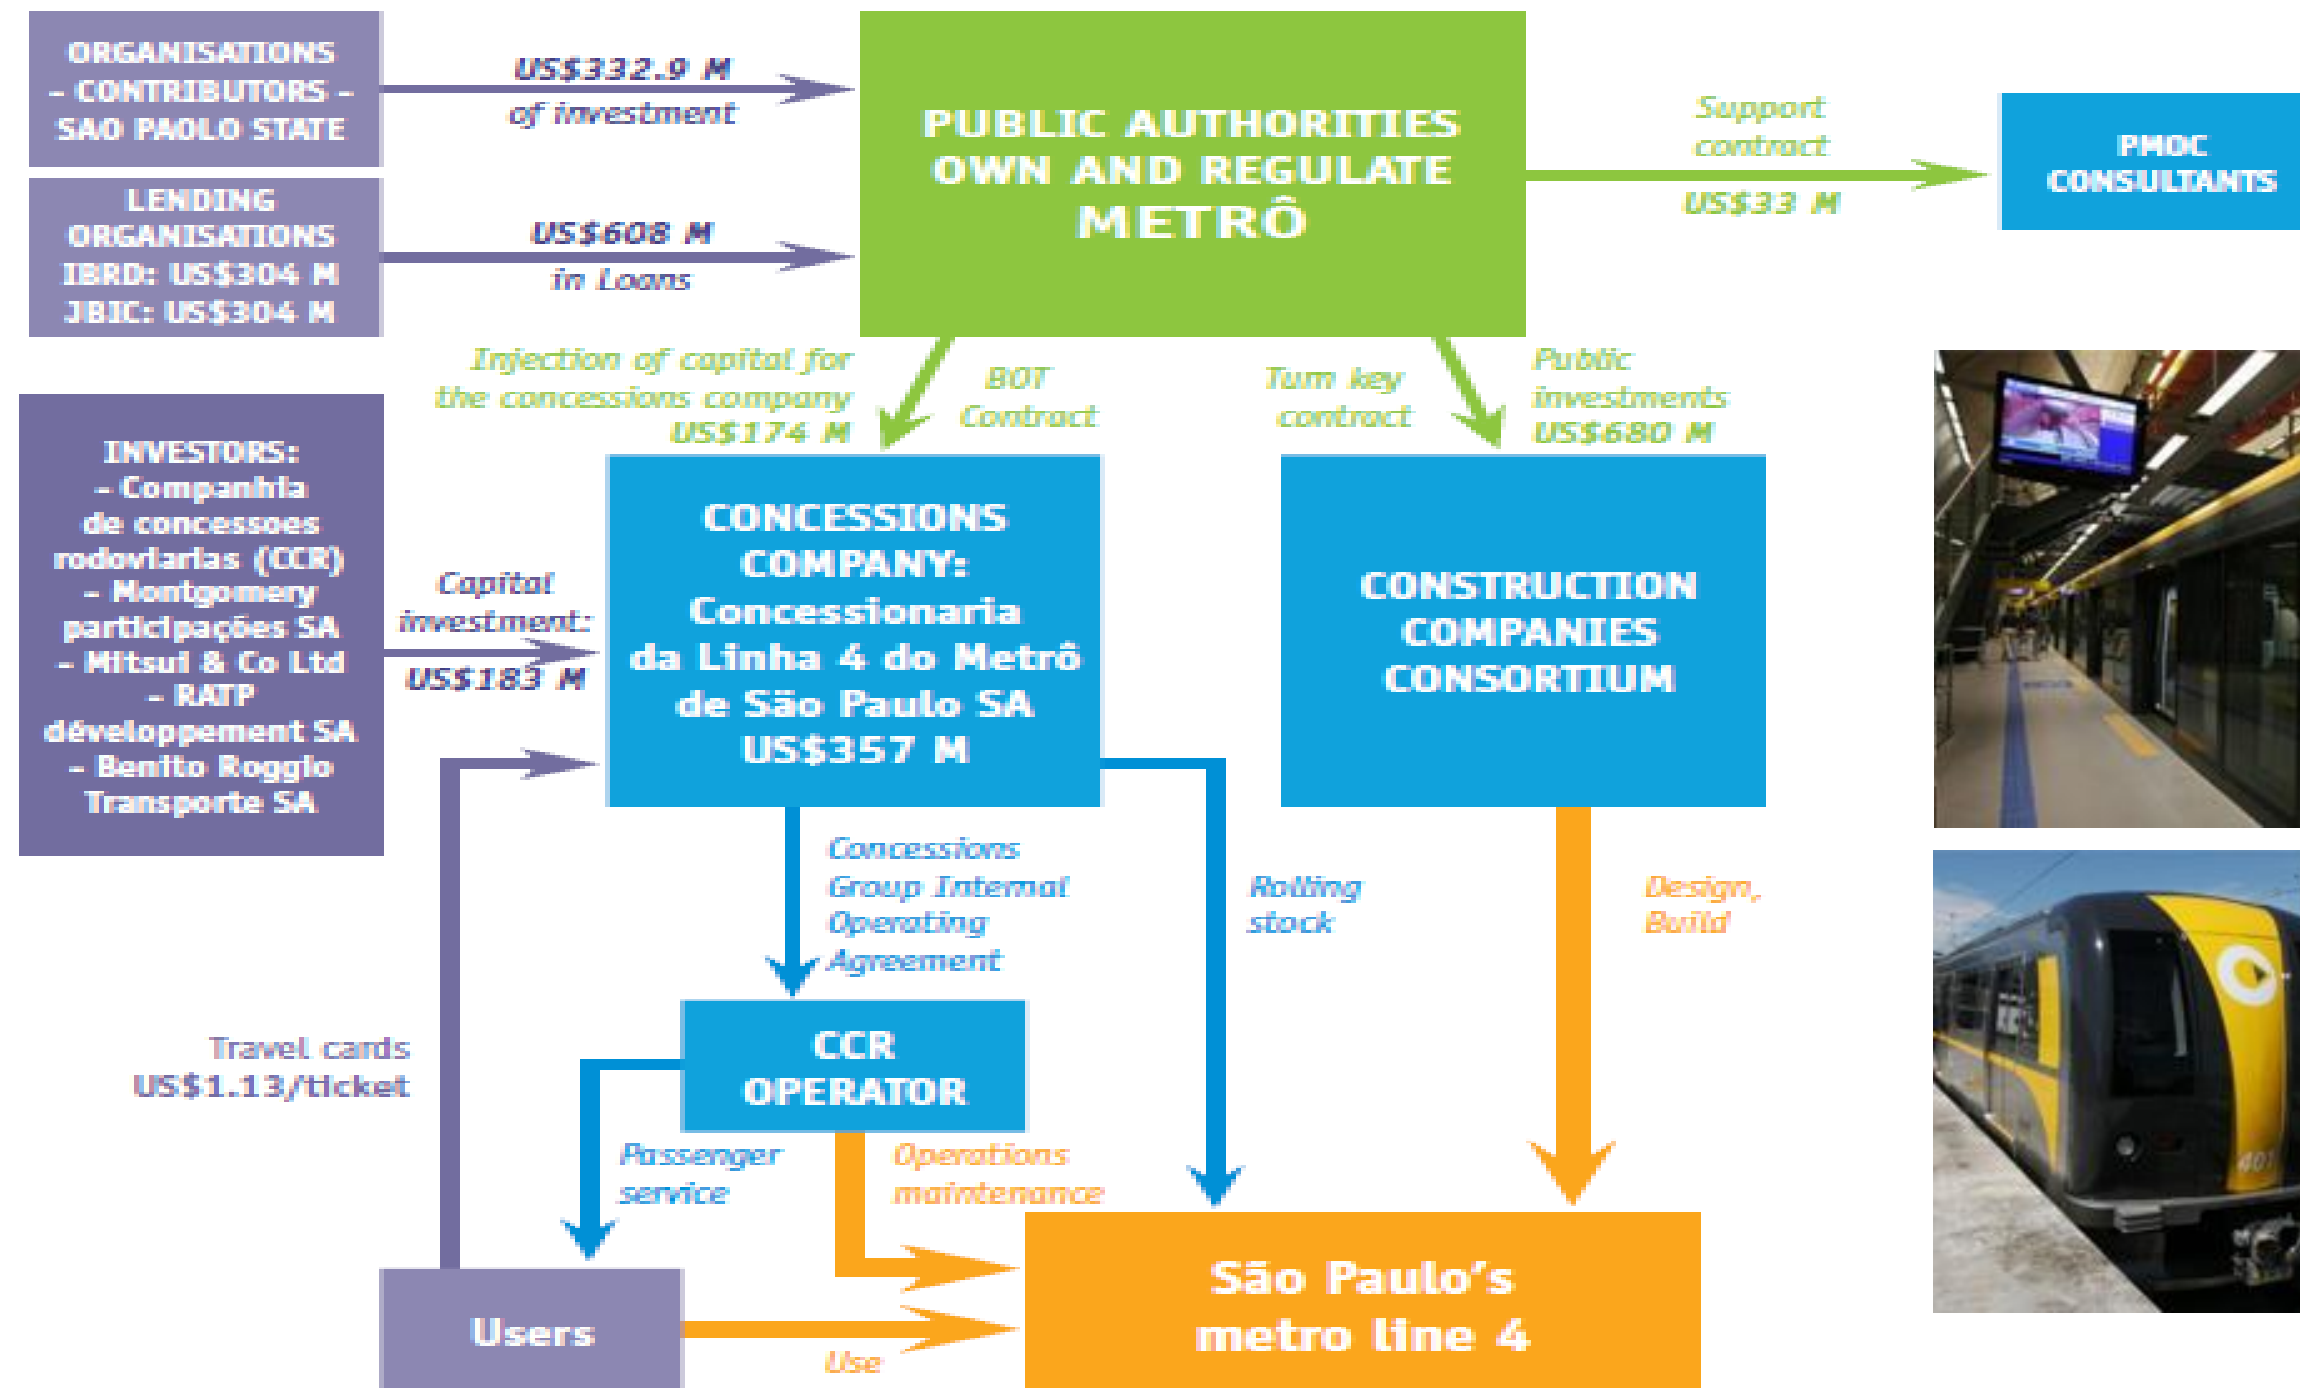 ORGANISATIONS
– CONTRIBUTORS –
SAO PAOLO STATE
US$332.9 M
of investment
PUBLIC AUTHORITIES
OWN AND REGULATE
METRÔ
Support
contract
US$33 M
PMOC
CONSULTANTS
LENDING
ORGANISATIONS
IBRD: US$304 M
JBIC: US$304 M
US$608 M
in Loans
Injection of capital for
the concessions company
US$174 M
BOT
Contract
Turn key
contract
Public
investments
US$680 M
INVESTORS:
– Companhia
de concessoes
rodoviarias (CCR)
– Montgomery
participações SA
– Mitsui & Co Ltd
– RATP
développement SA
– Benito Roggio
Transporte SA
Capital
investment:
US$183 M
CONCESSIONS
COMPANY:
Concessionaria
da Linha 4 do Metrô
de São Paulo SA
US$357 M
CONSTRUCTION
COMPANIES
CONSORTIUM
Concessions
Group Internal
Operating
Agreement
Rolling
stock
Design,
Build
Travel cards
US$1.13/ticket
CCR
OPERATOR
Passenger
service
Operations
maintenance
Users
Use
São Paulo’s
metro line 4
401